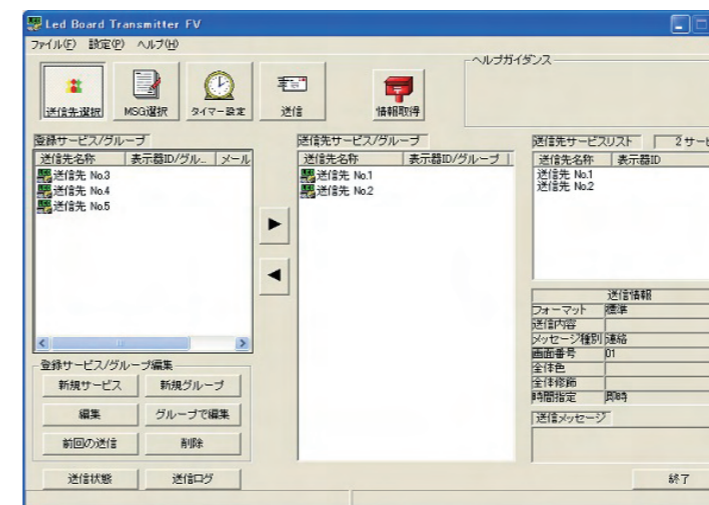 Led Board Transmitter FV
ファイル(F) 設定(P) ヘルプ(H)
送信先選択 MSG選択 タイマー設定 送信 情報取得
ヘルプガイダンス
登録サービス/グループ
送信先名称 表示器ID/グル... メール
送信先 No.3
送信先 No.4
送信先 No.5
送信先サービス/グループ
送信先名称 表示器ID/グループ
送信先 No.1
送信先 No.2
送信先サービスリスト 2サービ
送信先名称 表示器ID
送信先 No.1
送信先 No.2
送信情報
フォーマット 標準
送信内容
メッセージ種別 連絡
画面番号 01
全体色
全体修飾
時間指定 即時
送信メッセージ
登録サービス/グループ編集
新規サービス 新規グループ
編集 グループで編集
前回の送信 削除
送信状態 送信ログ
終了